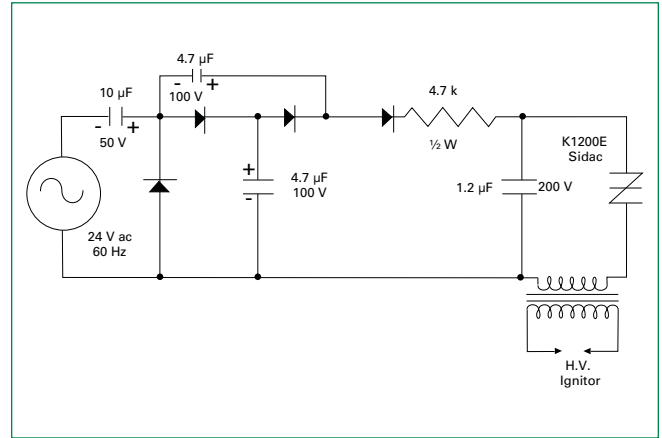 4.7 µF
- +
100 V
10 µF
- +
50 V
4.7 k
½ W
K1200E
Sidac
+
4.7 µF
100 V
-
1.2 µF
200 V
24 V ac
60 Hz
H.V.
Ignitor